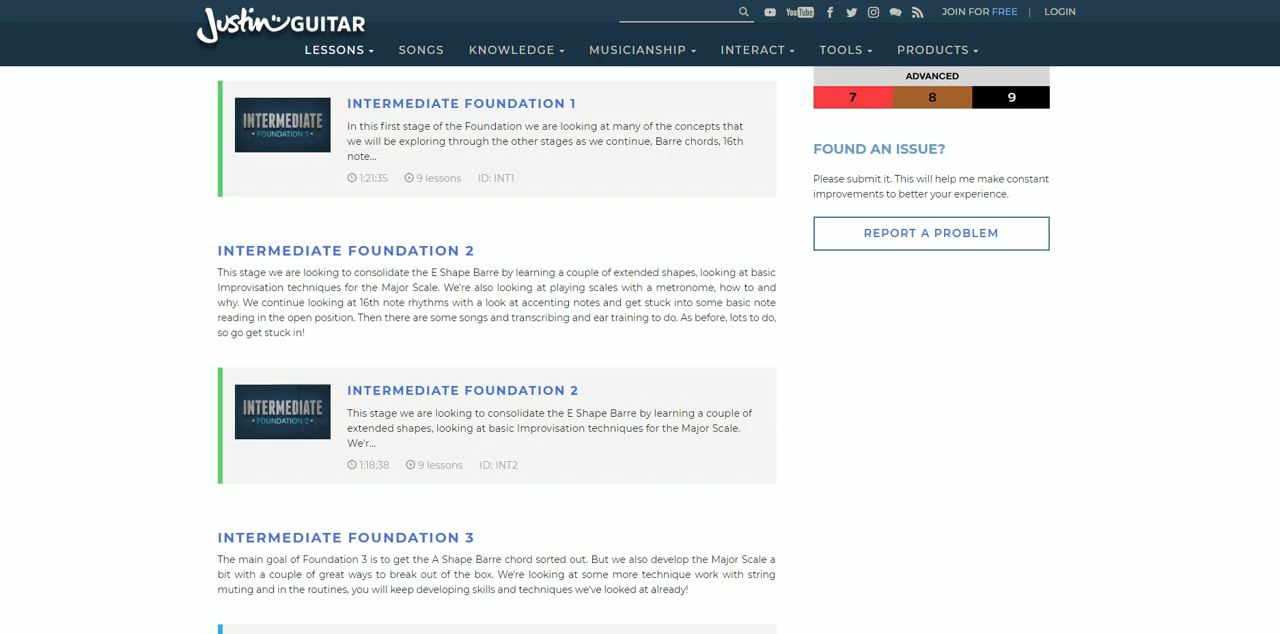 Justin GUITAR
JOIN FOR FREE | LOGIN
LESSONS SONGS KNOWLEDGE MUSICIANSHIP INTERACT TOOLS PRODUCTS
INTERMEDIATE
• FOUNDATION 1 •
INTERMEDIATE FOUNDATION 1
In this first stage of the Foundation we are looking at many of the concepts that
we will be exploring through the other stages as we continue, Barre chords, 16th
note...
1:21:35 9 lessons ID: INT1
INTERMEDIATE FOUNDATION 2
This stage we are looking to consolidate the E Shape Barre by learning a couple of extended shapes, looking at basic
Improvisation techniques for the Major Scale. We're also looking at playing scales with a metronome, how to and
why. We continue looking at 16th note rhythms with a look at accenting notes and get stuck into some basic note
reading in the open position. Then there are some songs and transcribing and ear training to do. As before, lots to do,
so go get stuck in!
INTERMEDIATE
• FOUNDATION 2 •
INTERMEDIATE FOUNDATION 2
This stage we are looking to consolidate the E Shape Barre by learning a couple of
extended shapes, looking at basic Improvisation techniques for the Major Scale.
We'r...
1:18:38 9 lessons ID: INT2
INTERMEDIATE FOUNDATION 3
The main goal of Foundation 3 is to get the A Shape Barre chord sorted out. But we also develop the Major Scale a
bit with a couple of great ways to break out of the box. We're looking at some more technique work with string
muting and in the routines, you will keep developing skills and techniques we've looked at already!
ADVANCED
7 8 9
FOUND AN ISSUE?
Please submit it. This will help me make constant
improvements to better your experience.
REPORT A PROBLEM
You Tube